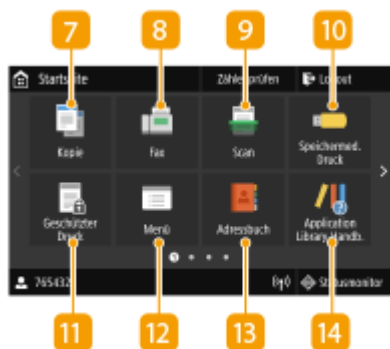 7 8 9 10
Startseite Zähler prüfen Logout
Kopie Fax Scan Speichermed.
Druck
Geschützter
Druck Menü Adressbuch Application
Library Handb.
765432 Statusmonitor
11 12 13 14